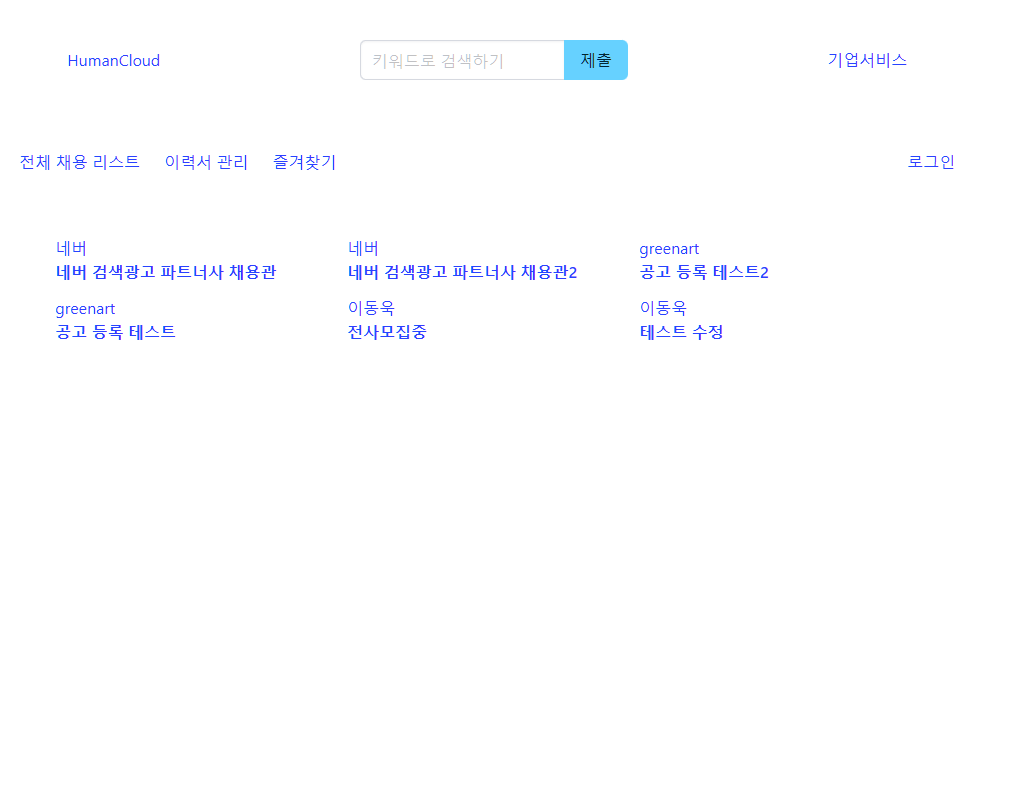 HumanCloud
키워드로 검색하기
제출
기업서비스
전체 채용 리스트 이력서 관리 즐겨찾기
로그인
네버
네버 검색광고 파트너사 채용관
네버
네버 검색광고 파트너사 채용관2
greenart
공고 등록 테스트2
greenart
공고 등록 테스트
이동욱
전사모집중
이동욱
테스트 수정